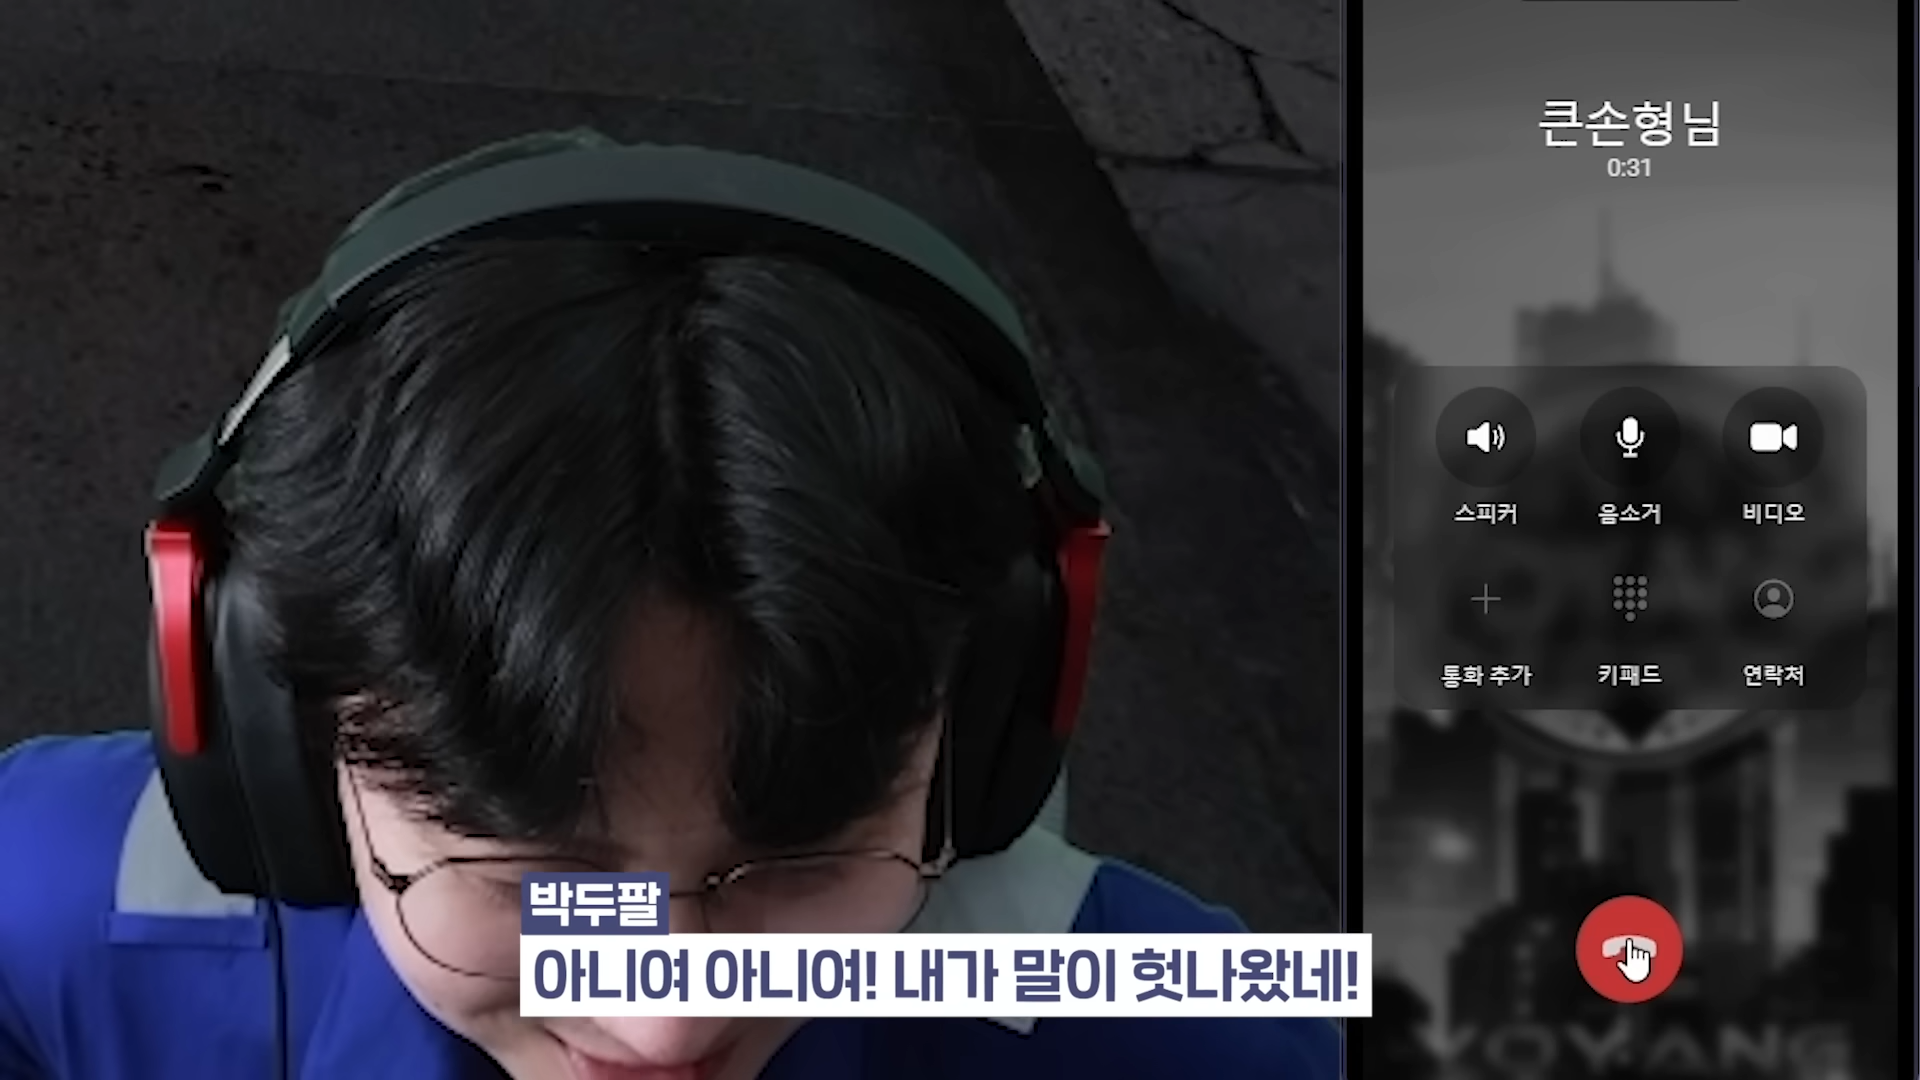 큰손형님
0:31
스피커 음소거 비디오
통화 추가 키패드 연락처
박두팔
아니여 아니여! 내가 말이 헛나왔네!
YOYANG